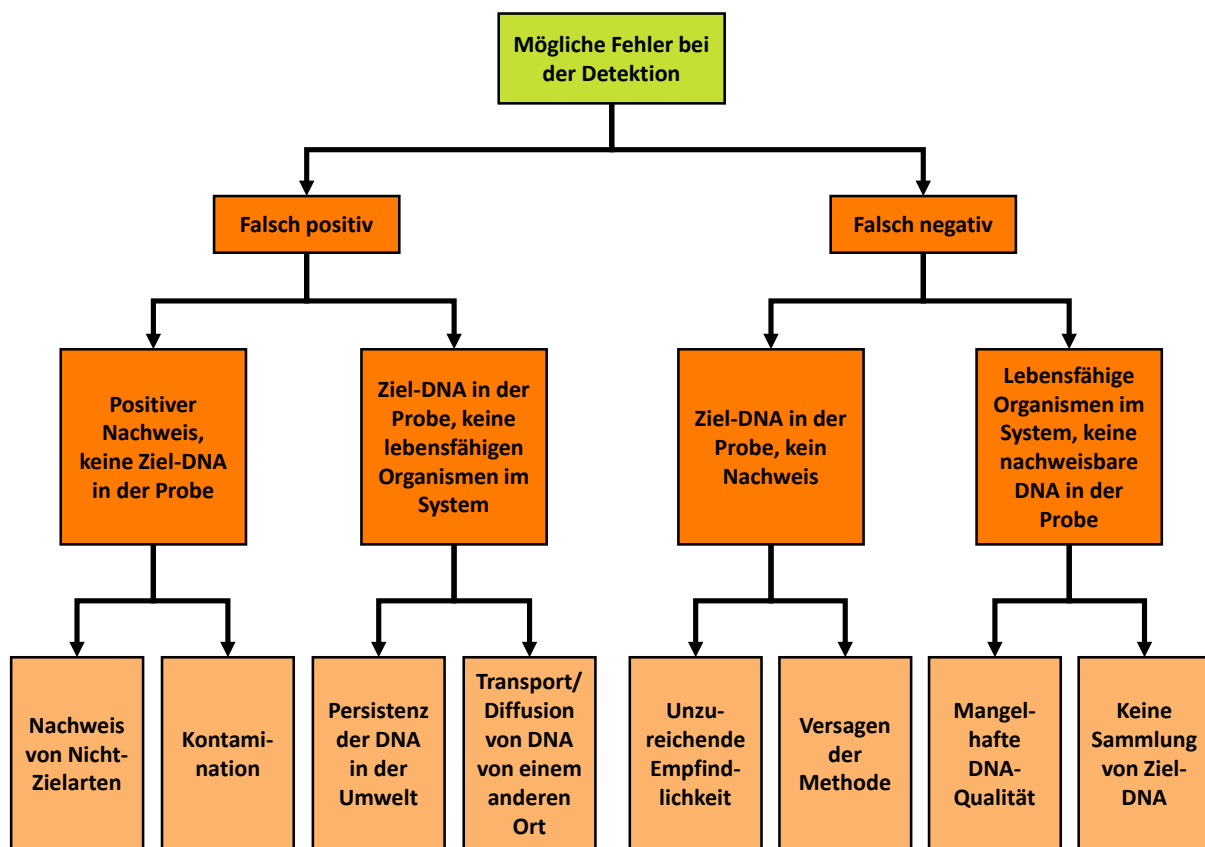 Mögliche Fehler bei
der Detektion
Falsch positiv
Falsch negativ
Positiver
Nachweis,
keine Ziel-DNA
in der Probe
Ziel-DNA in der
Probe, keine
lebensfähigen
Organismen im
System
Ziel-DNA in der
Probe, kein
Nachweis
Lebensfähige
Organismen im
System, keine
nachweisbare
DNA in der
Probe
Nachweis
von Nicht-
Zielarten
Kontami-
nation
Persistenz
der DNA
in der
Umwelt
Transport/
Diffusion
von DNA
von einem
anderen
Ort
Unzu-
reichende
Empfind-
lichkeit
Versagen
der
Methode
Mangel-
hafte
DNA-
Qualität
Keine
Sammlung
von Ziel-
DNA